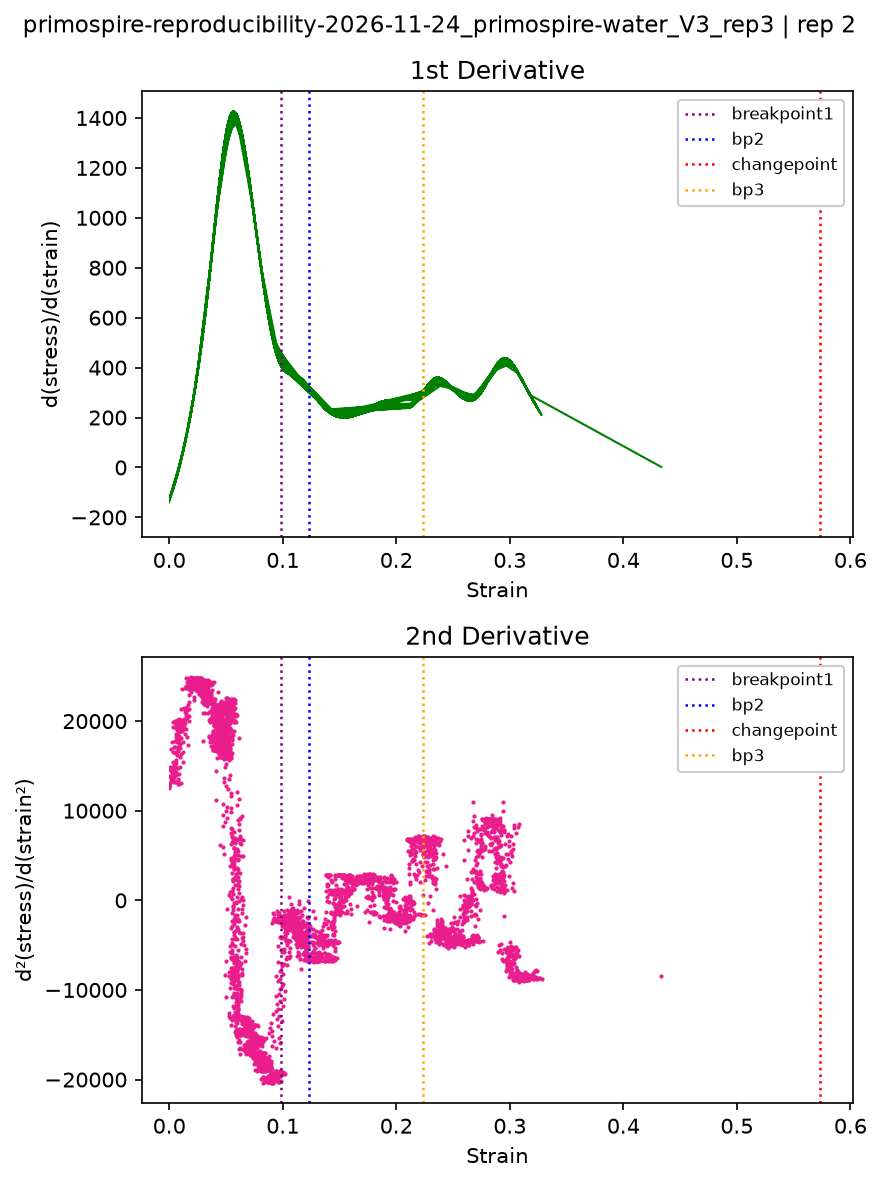 primospire-reproducibility-2026-11-24_primospire-water_V3_rep3 | rep 2
1st Derivative
d(stress)/d(strain)
1400
1200
1000
800
600
400
200
0
−200
breakpoint1
bp2
changepoint
bp3
0.0 0.1 0.2 0.3 0.4 0.5 0.6
Strain
2nd Derivative
d²(stress)/d(strain²)
20000
10000
0
−10000
−20000
breakpoint1
bp2
changepoint
bp3
0.0 0.1 0.2 0.3 0.4 0.5 0.6
Strain